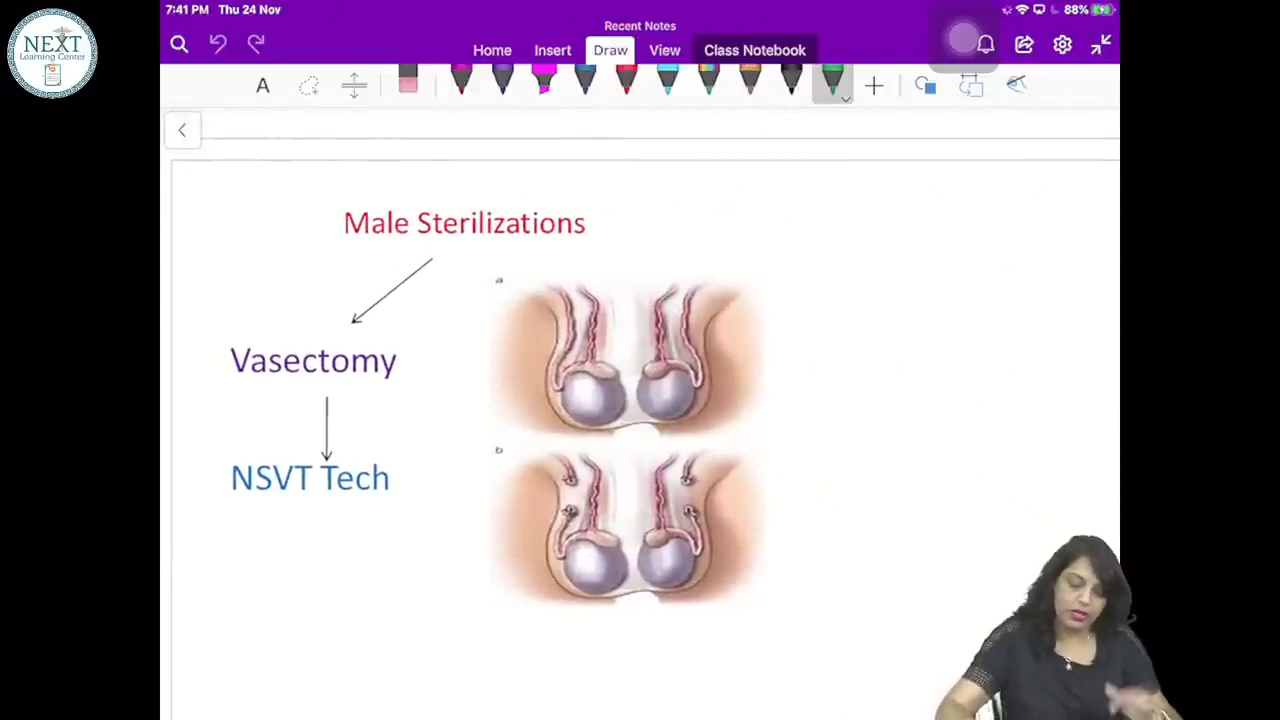 7:41 PM Thu 24 Nov
88%
NEXT
Learning Center
Recent Notes
Home Insert Draw View Class Notebook
A
Male Sterilizations
a
Vasectomy
b
NSVT Tech